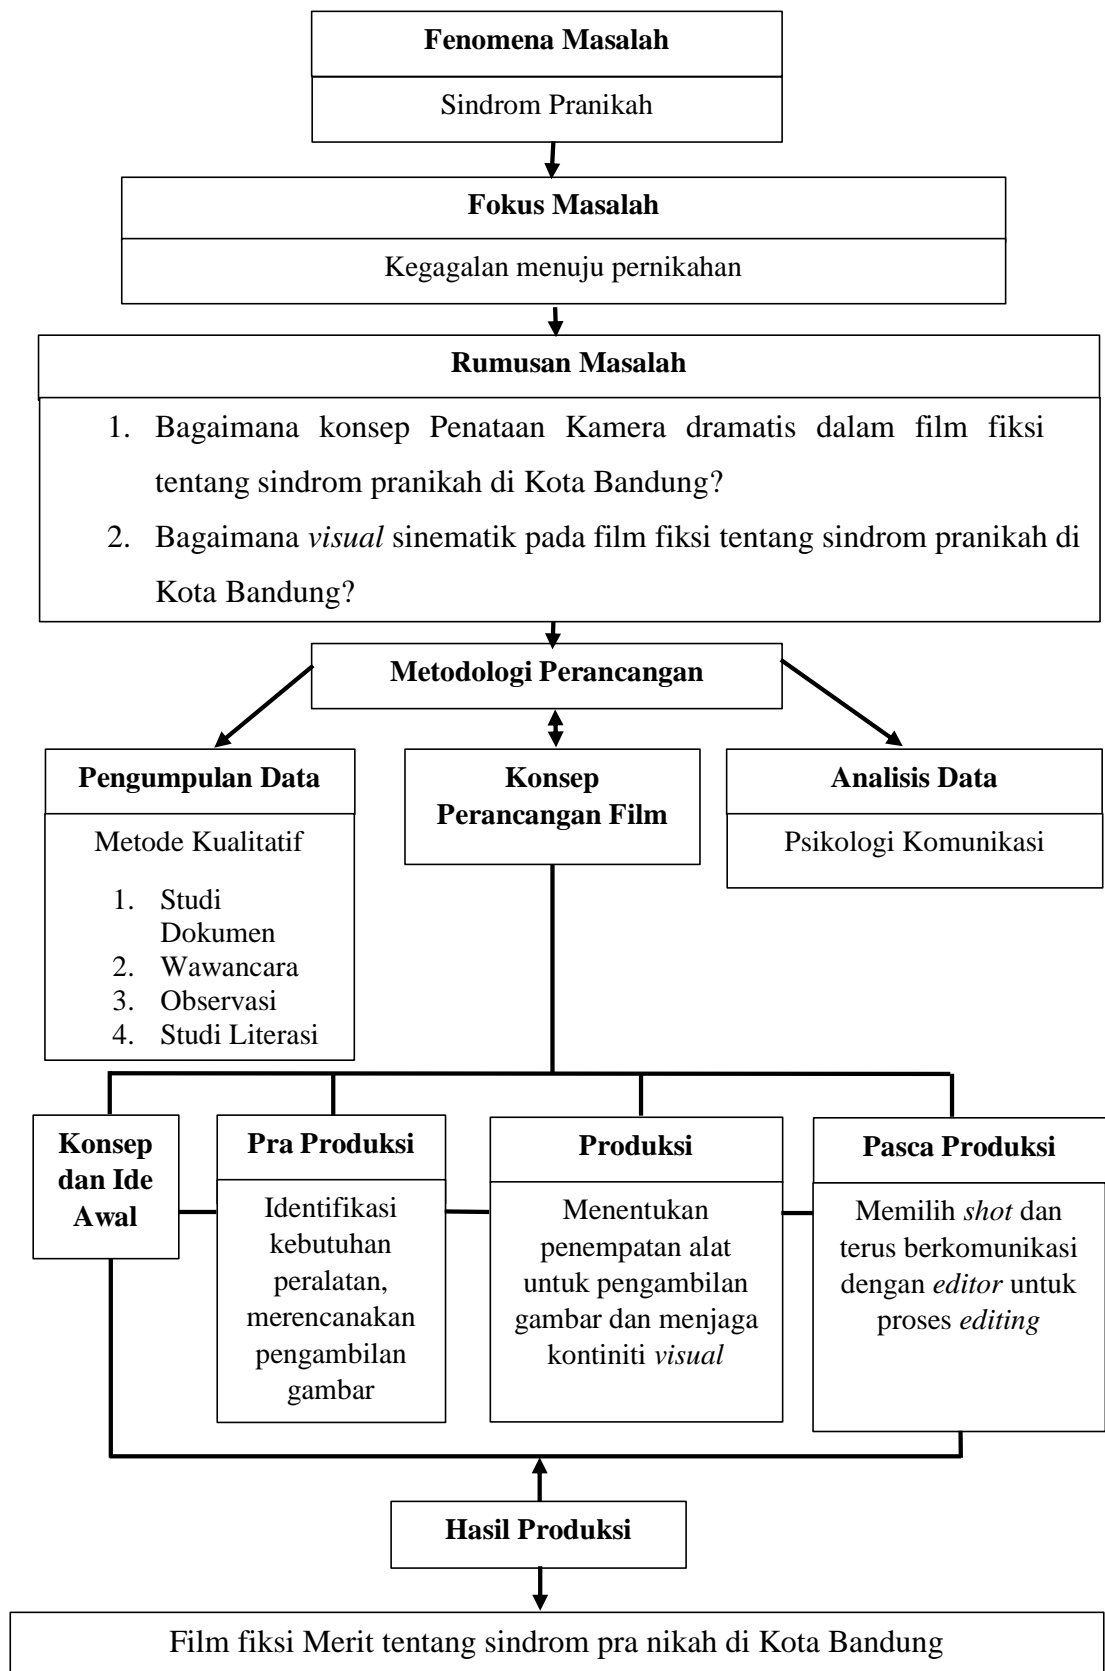 Fenomena Masalah
Sindrom Pranikah
Fokus Masalah
Kegagalan menuju pernikahan
Rumusan Masalah
1. Bagaimana konsep Penataan Kamera dramatis dalam film fiksi
tentang sindrom pranikah di Kota Bandung?
2. Bagaimana visual sinematik pada film fiksi tentang sindrom pranikah di
Kota Bandung?
Metodologi Perancangan
Pengumpulan Data
Metode Kualitatif
1. Studi
Dokumen
2. Wawancara
3. Observasi
4. Studi Literasi
Konsep
Perancangan Film
Analisis Data
Psikologi Komunikasi
Konsep
dan Ide
Awal
Pra Produksi
Identifikasi
kebutuhan
peralatan,
merencanakan
pengambilan
gambar
Produksi
Menentukan
penempatan alat
untuk pengambilan
gambar dan menjaga
kontiniti visual
Pasca Produksi
Memilih shot dan
terus berkomunikasi
dengan editor untuk
proses editing
Hasil Produksi
Film fiksi Merit tentang sindrom pra nikah di Kota Bandung